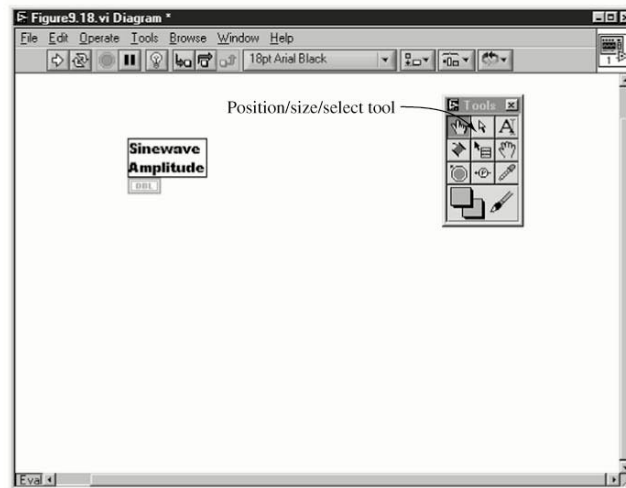 Figure9.18.vi Diagram *
File Edit Operate Tools Browse Window Help
18pt Arial Black
1
Position/size/select tool
Tools
A
Sinewave
Amplitude
DBL
Eval